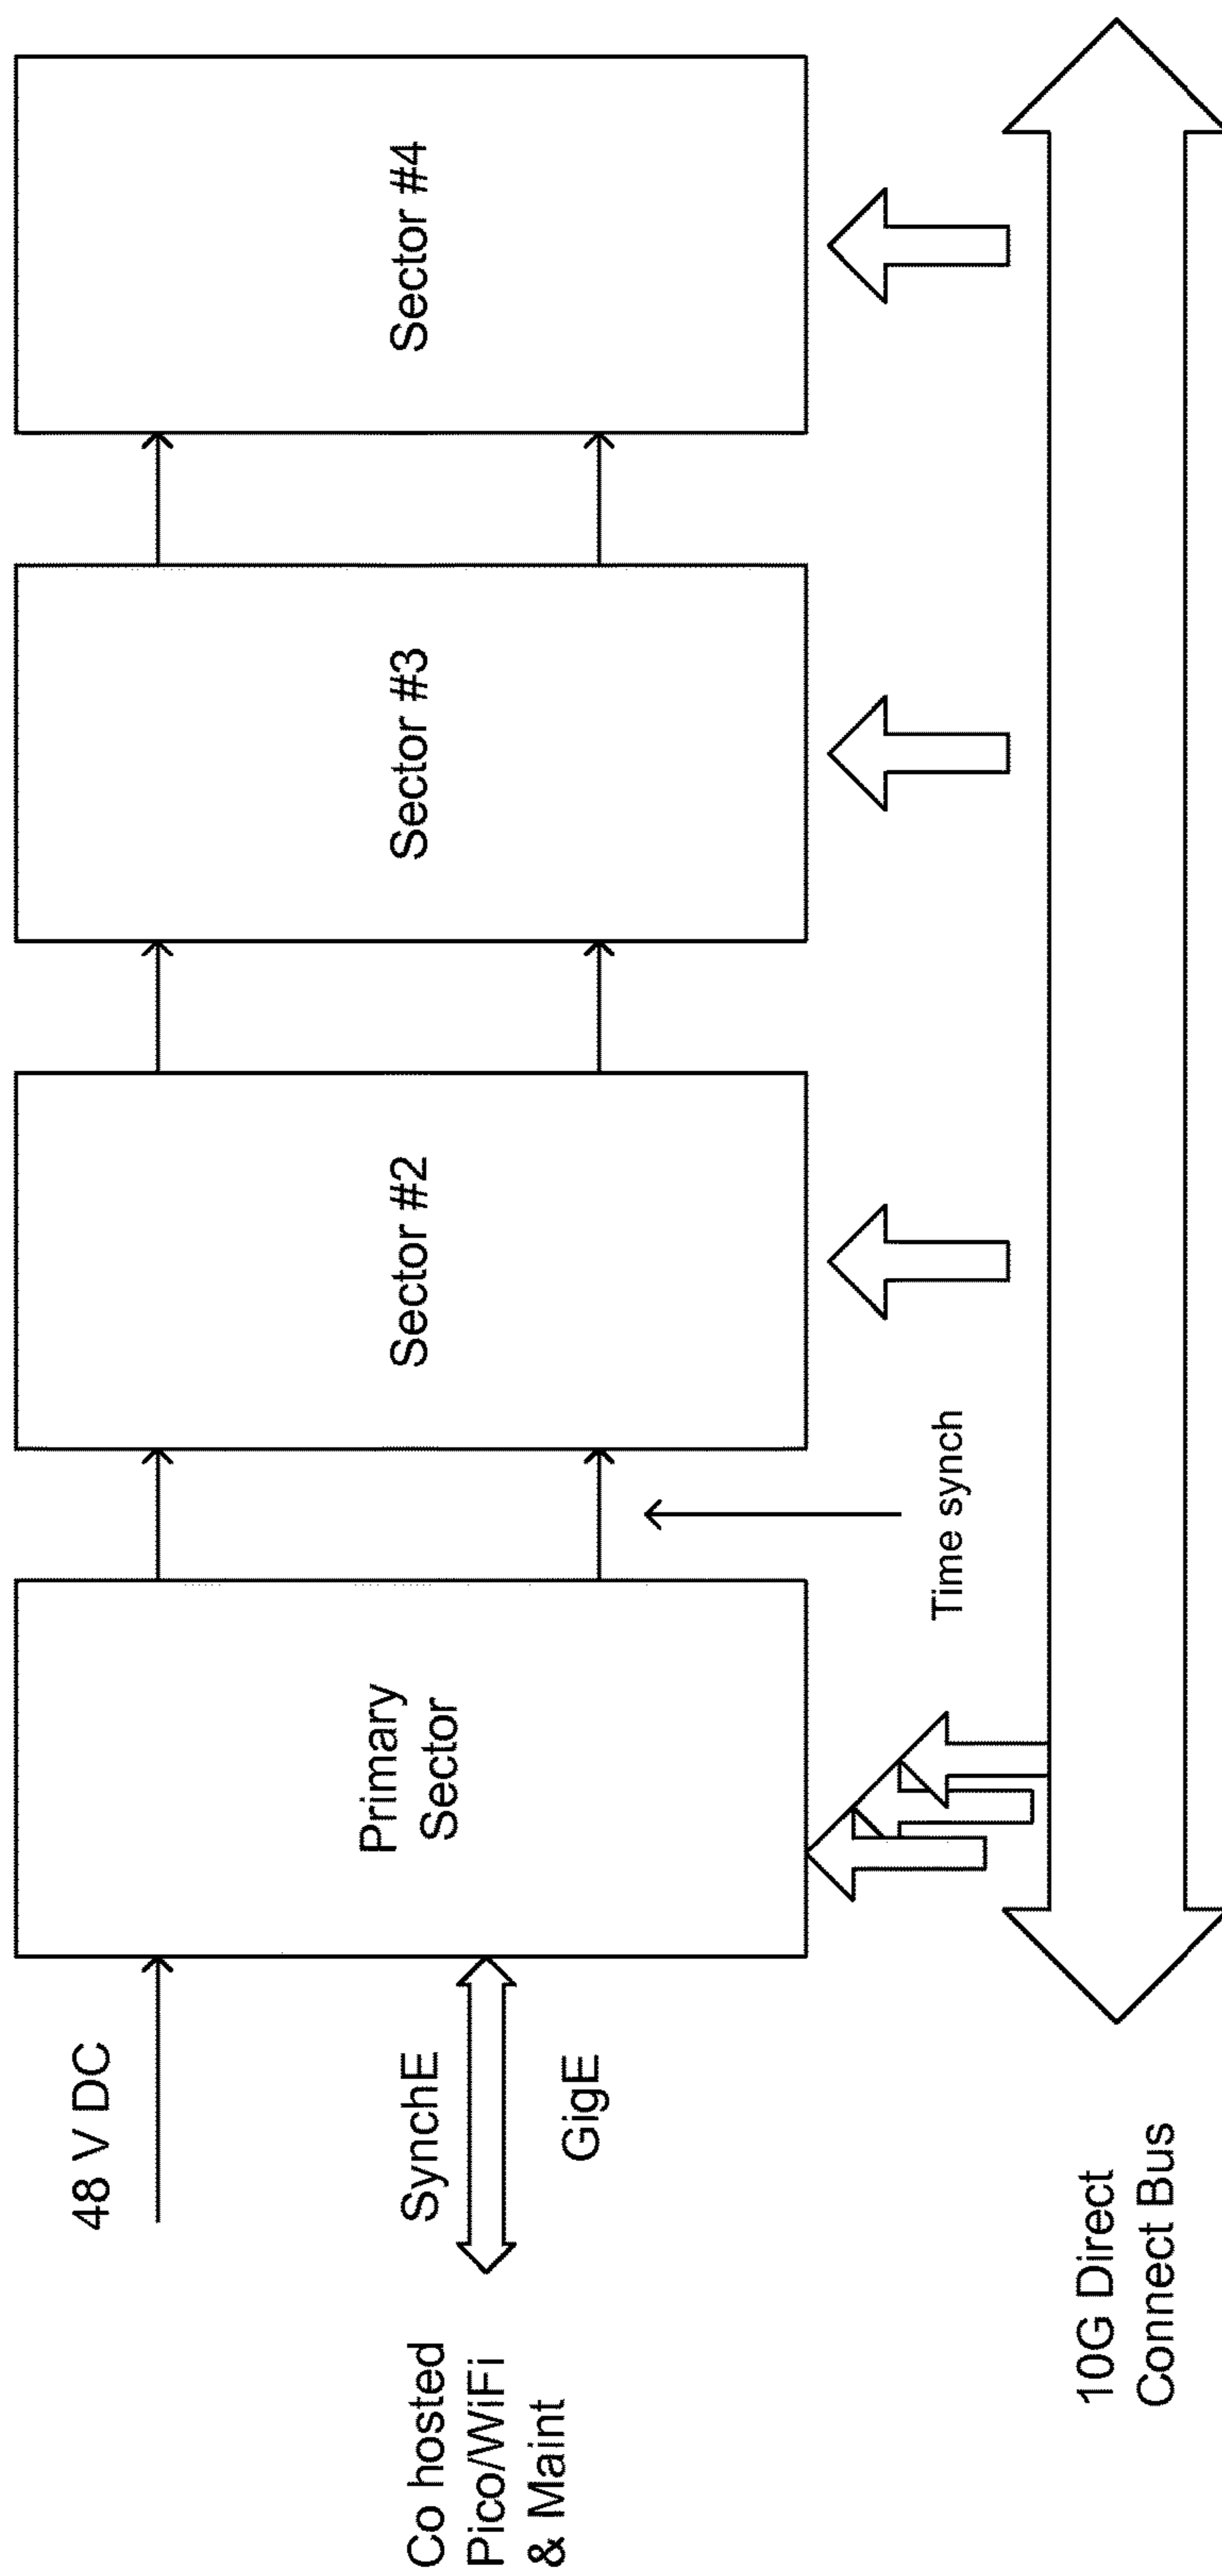 48 V DC
Co hosted
Pico/WiFi
& Maint
SynchE
GigE
Primary
Sector
Sector #2
Sector #3
Sector #4
Time synch
10G Direct
Connect Bus